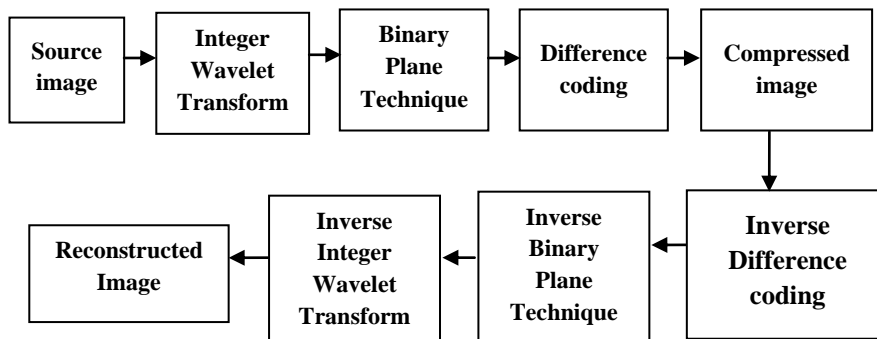 Source
image
Integer
Wavelet
Transform
Binary
Plane
Technique
Difference
coding
Compressed
image
Inverse
Difference
coding
Inverse
Binary
Plane
Technique
Inverse
Integer
Wavelet
Transform
Reconstructed
Image